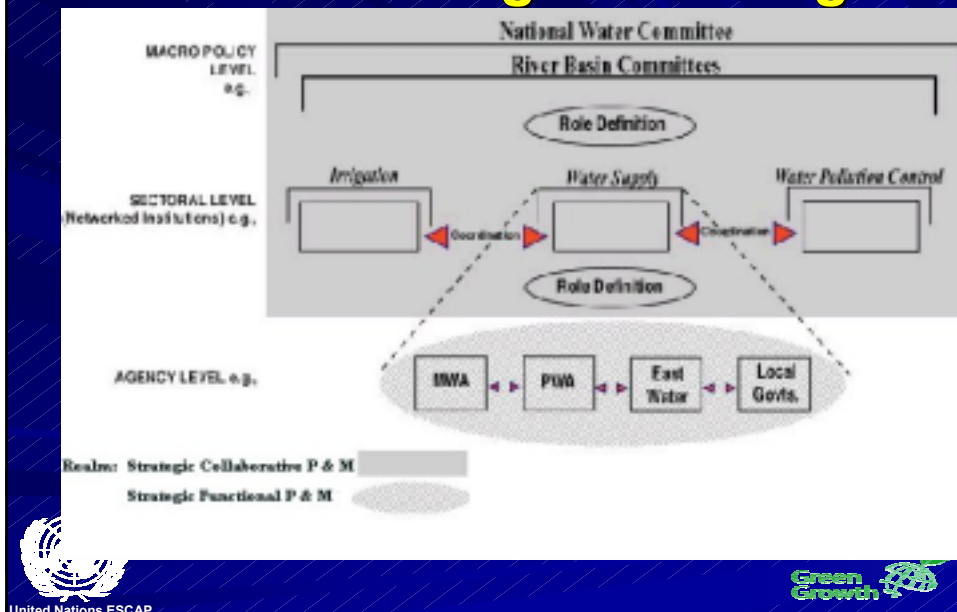 National Water Committee
MACRO POLICY
LEVEL
e.g.
River Basin Committees
Role Definition
Irrigation
Water Supply
Water Pollution Control
SECTORAL LEVEL
(Networked Institutions) e.g.,
Coordination
Coordination
Role Definition
AGENCY LEVEL e.g.,
MWA
PWA
East
Water
Local
Govts.
Realm: Strategic Collaborative P & M
Strategic Functional P & M
Green
Growth
United Nations ESCAP